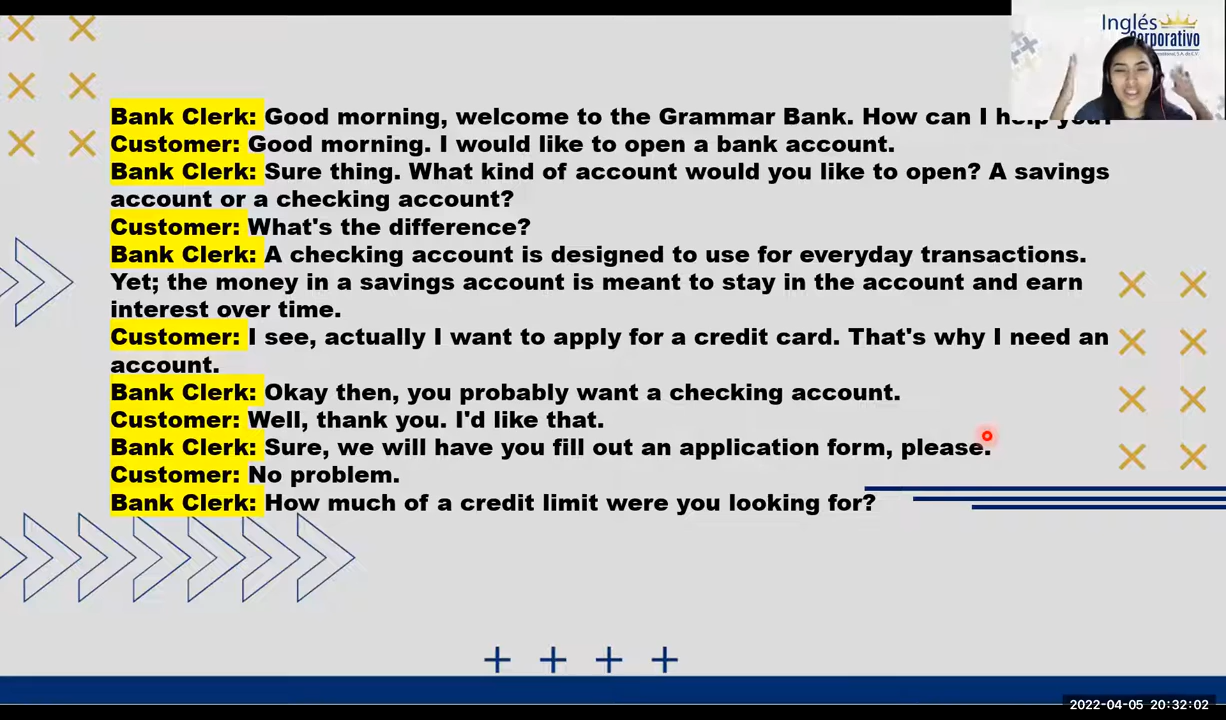 Inglés
Corporativo
Bank Clerk: Good morning, welcome to the Grammar Bank. How can I help you?
Customer: Good morning. I would like to open a bank account.
Bank Clerk: Sure thing. What kind of account would you like to open? A savings
account or a checking account?
Customer: What's the difference?
Bank Clerk: A checking account is designed to use for everyday transactions.
Yet; the money in a savings account is meant to stay in the account and earn
interest over time.
Customer: I see, actually I want to apply for a credit card. That's why I need an
account.
Bank Clerk: Okay then, you probably want a checking account.
Customer: Well, thank you. I'd like that.
Bank Clerk: Sure, we will have you fill out an application form, please.
Customer: No problem.
Bank Clerk: How much of a credit limit were you looking for?
2022-04-05 20:32:02